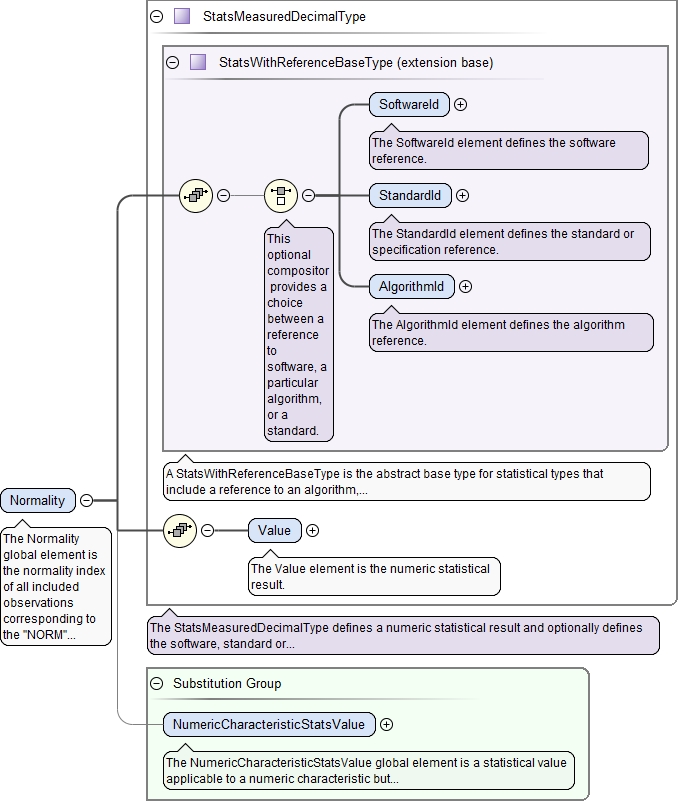 StatsMeasuredDecimalType
StatsWithReferenceBaseType (extension base)
SoftwareId
The SoftwareId element defines the software
reference.
StandardId
The StandardId element defines the standard or
specification reference.
This
optional
compositor
provides a
choice
between a
reference
to
software, a
particular
algorithm,
or a
standard.
AlgorithmId
The AlgorithmId element defines the algorithm
reference.
A StatsWithReferenceBaseType is the abstract base type for statistical types that
include a reference to an algorithm,...
Normality
The Normality
global element is
the normality index
of all included
observations
corresponding to
the "NORM"...
Value
The Value element is the numeric statistical
result.
The StatsMeasuredDecimalType defines a numeric statistical result and optionally defines
the software, standard or...
Substitution Group
NumericCharacteristicStatsValue
The NumericCharacteristicStatsValue global element is a statistical value
applicable to a numeric characteristic but...